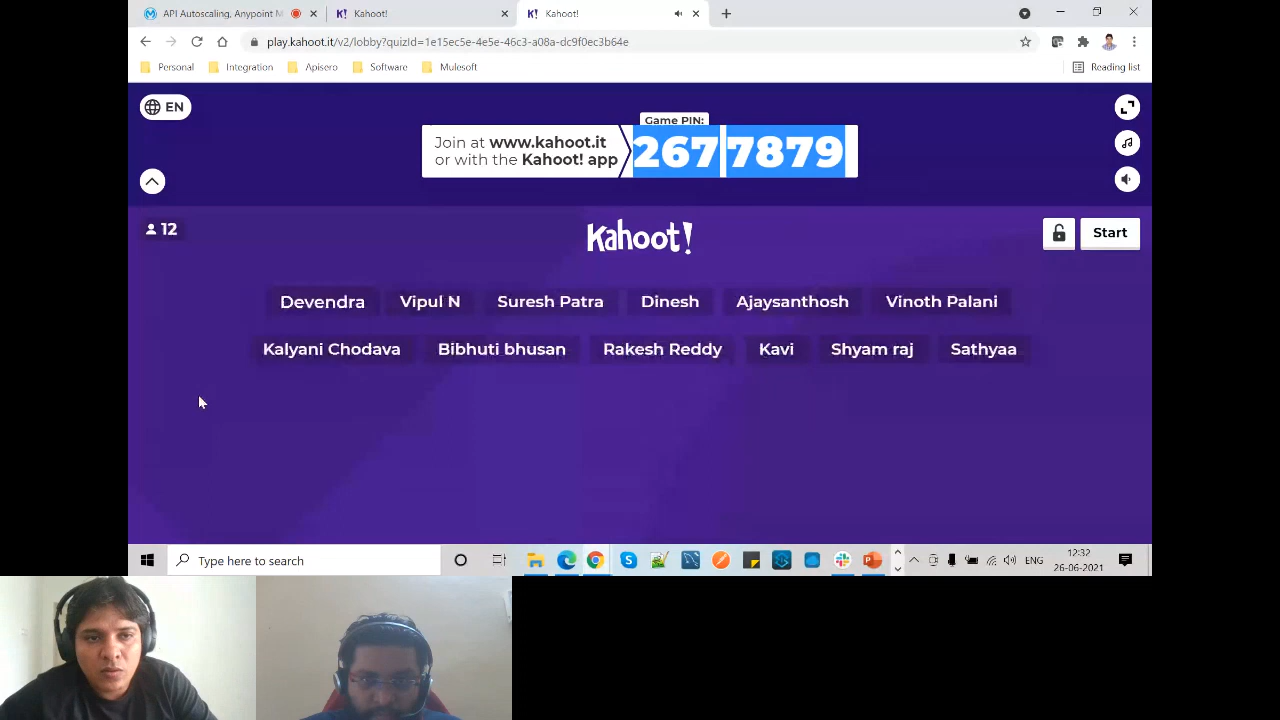 API Autoscaling, Anypoint M
Kahoot!
Kahoot!
play.kahoot.it/v2/lobby?quizId=1e15ec5e-4e5e-46c3-a08a-dc9f0ec3b64e
Personal
Integration
Apisero
Software
Mulesoft
Reading list
EN
Game PIN:
Join at www.kahoot.it
or with the Kahoot! app
267 7879
12
Kahoot!
Start
Devendra
Vipul N
Suresh Patra
Dinesh
Ajaysanthosh
Vinoth Palani
Kalyani Chodava
Bibhuti bhusan
Rakesh Reddy
Kavi
Shyam raj
Sathyaa
Type here to search
ENG
12:32
26-06-2021